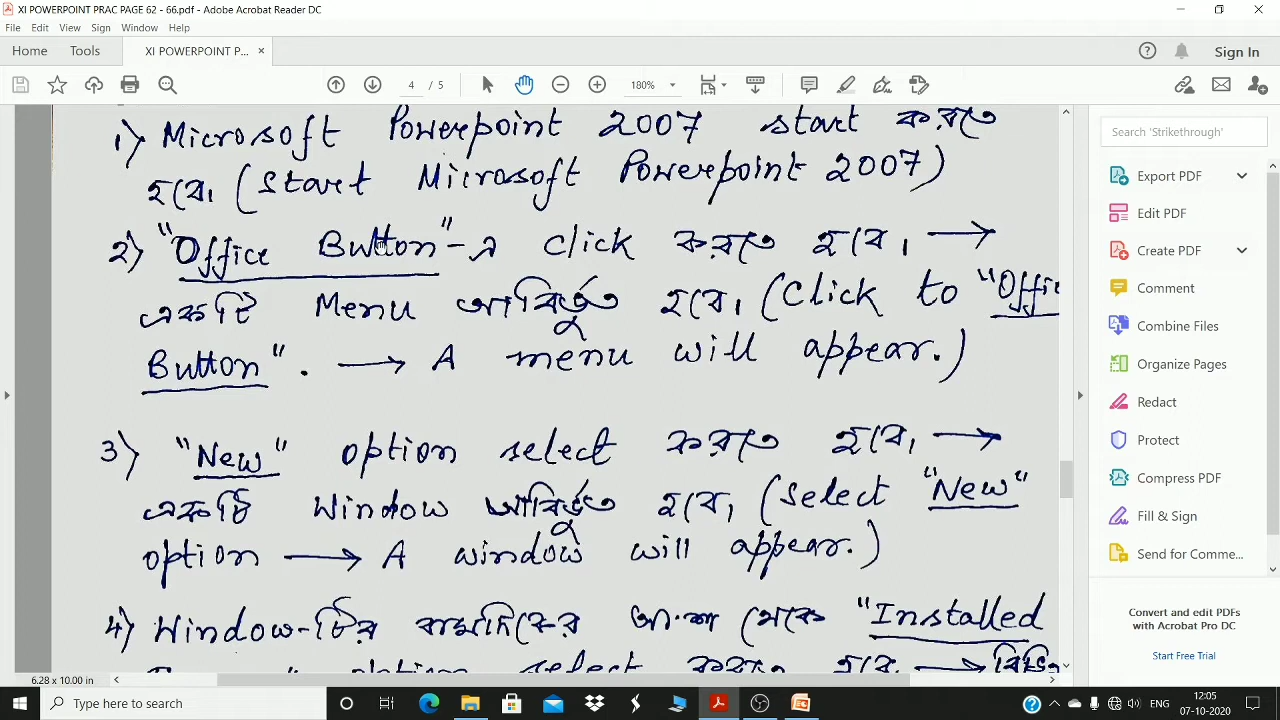 XI POWERPOINT PRAC PAGE 62 - 66.pdf - Adobe Acrobat Reader DC
File Edit View Sign Window Help
Home Tools XI POWERPOINT P... × Sign In
4 / 5 180%
1) Microsoft Powerpoint 2007 start করতে
হবে। (Start Microsoft Powerpoint 2007)
2) "Office Button"-এ click করতে হবে। →
একটি Menu আবির্ভূত হবে। (Click to "Offi
Button". → A menu will appear.)
3) "New" option select করতে হবে। →
একটি Window আবির্ভূত হবে। (Select "New"
option → A window will appear.)
4) Window-টির বামদিকের অংশ থেকে "Installed
option select করতে হবে। →
6.28 x 10.00 in
Search 'Strikethrough'
Export PDF
Edit PDF
Create PDF
Comment
Combine Files
Organize Pages
Redact
Protect
Compress PDF
Fill & Sign
Send for Comme...
Convert and edit PDFs
with Acrobat Pro DC
Start Free Trial
Type here to search
ENG
12:05
07-10-2020